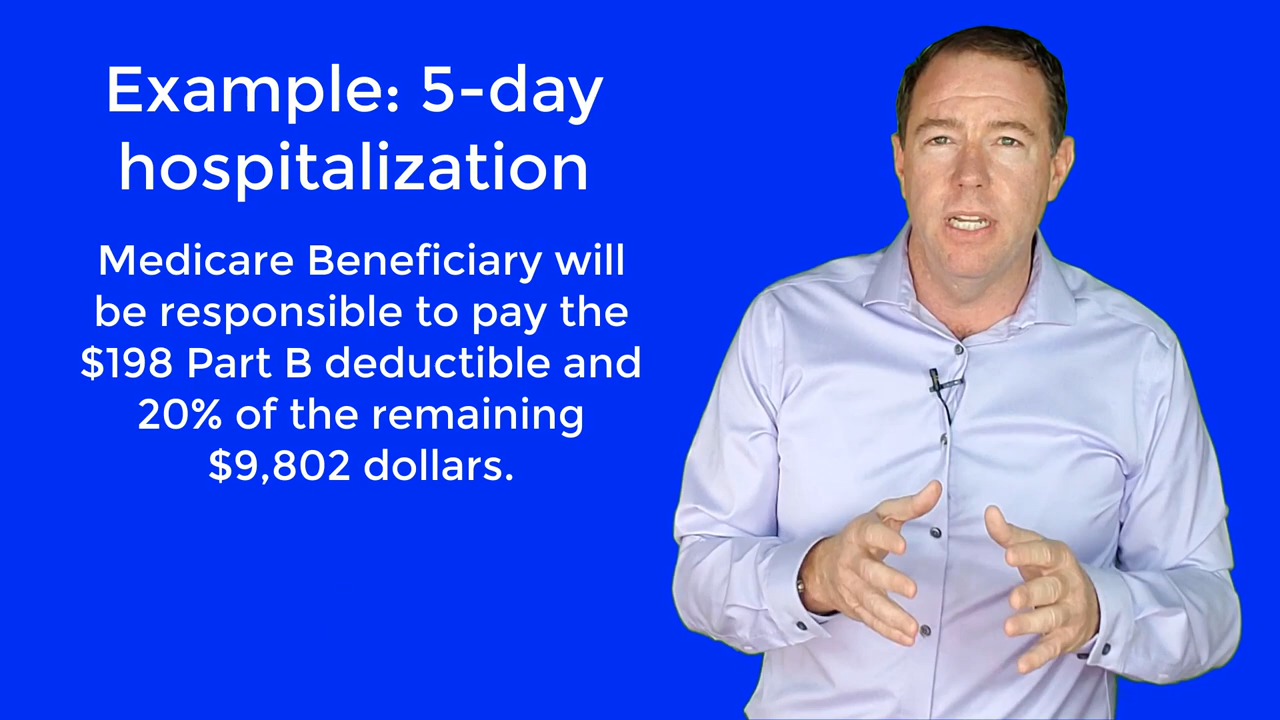 Example: 5-day
hospitalization
Medicare Beneficiary will
be responsible to pay the
$198 Part B deductible and
20% of the remaining
$9,802 dollars.